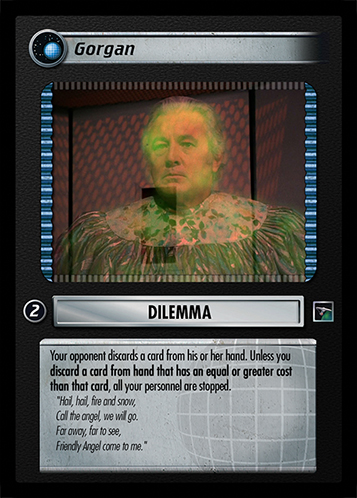 Gorgan
2
DILEMMA
Your opponent discards a card from his or her hand. Unless you
discard a card from hand that has an equal or greater cost
than that card, all your personnel are stopped.
"Hail, hail, fire and snow,
Call the angel, we will go.
Far away, far to see,
Friendly Angel come to me."